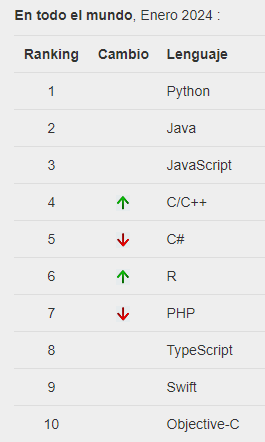 En todo el mundo, Enero 2024 :
Ranking Cambio Lenguaje
1 Python
2 Java
3 JavaScript
4 C/C++
5 C#
6 R
7 PHP
8 TypeScript
9 Swift
10 Objective-C